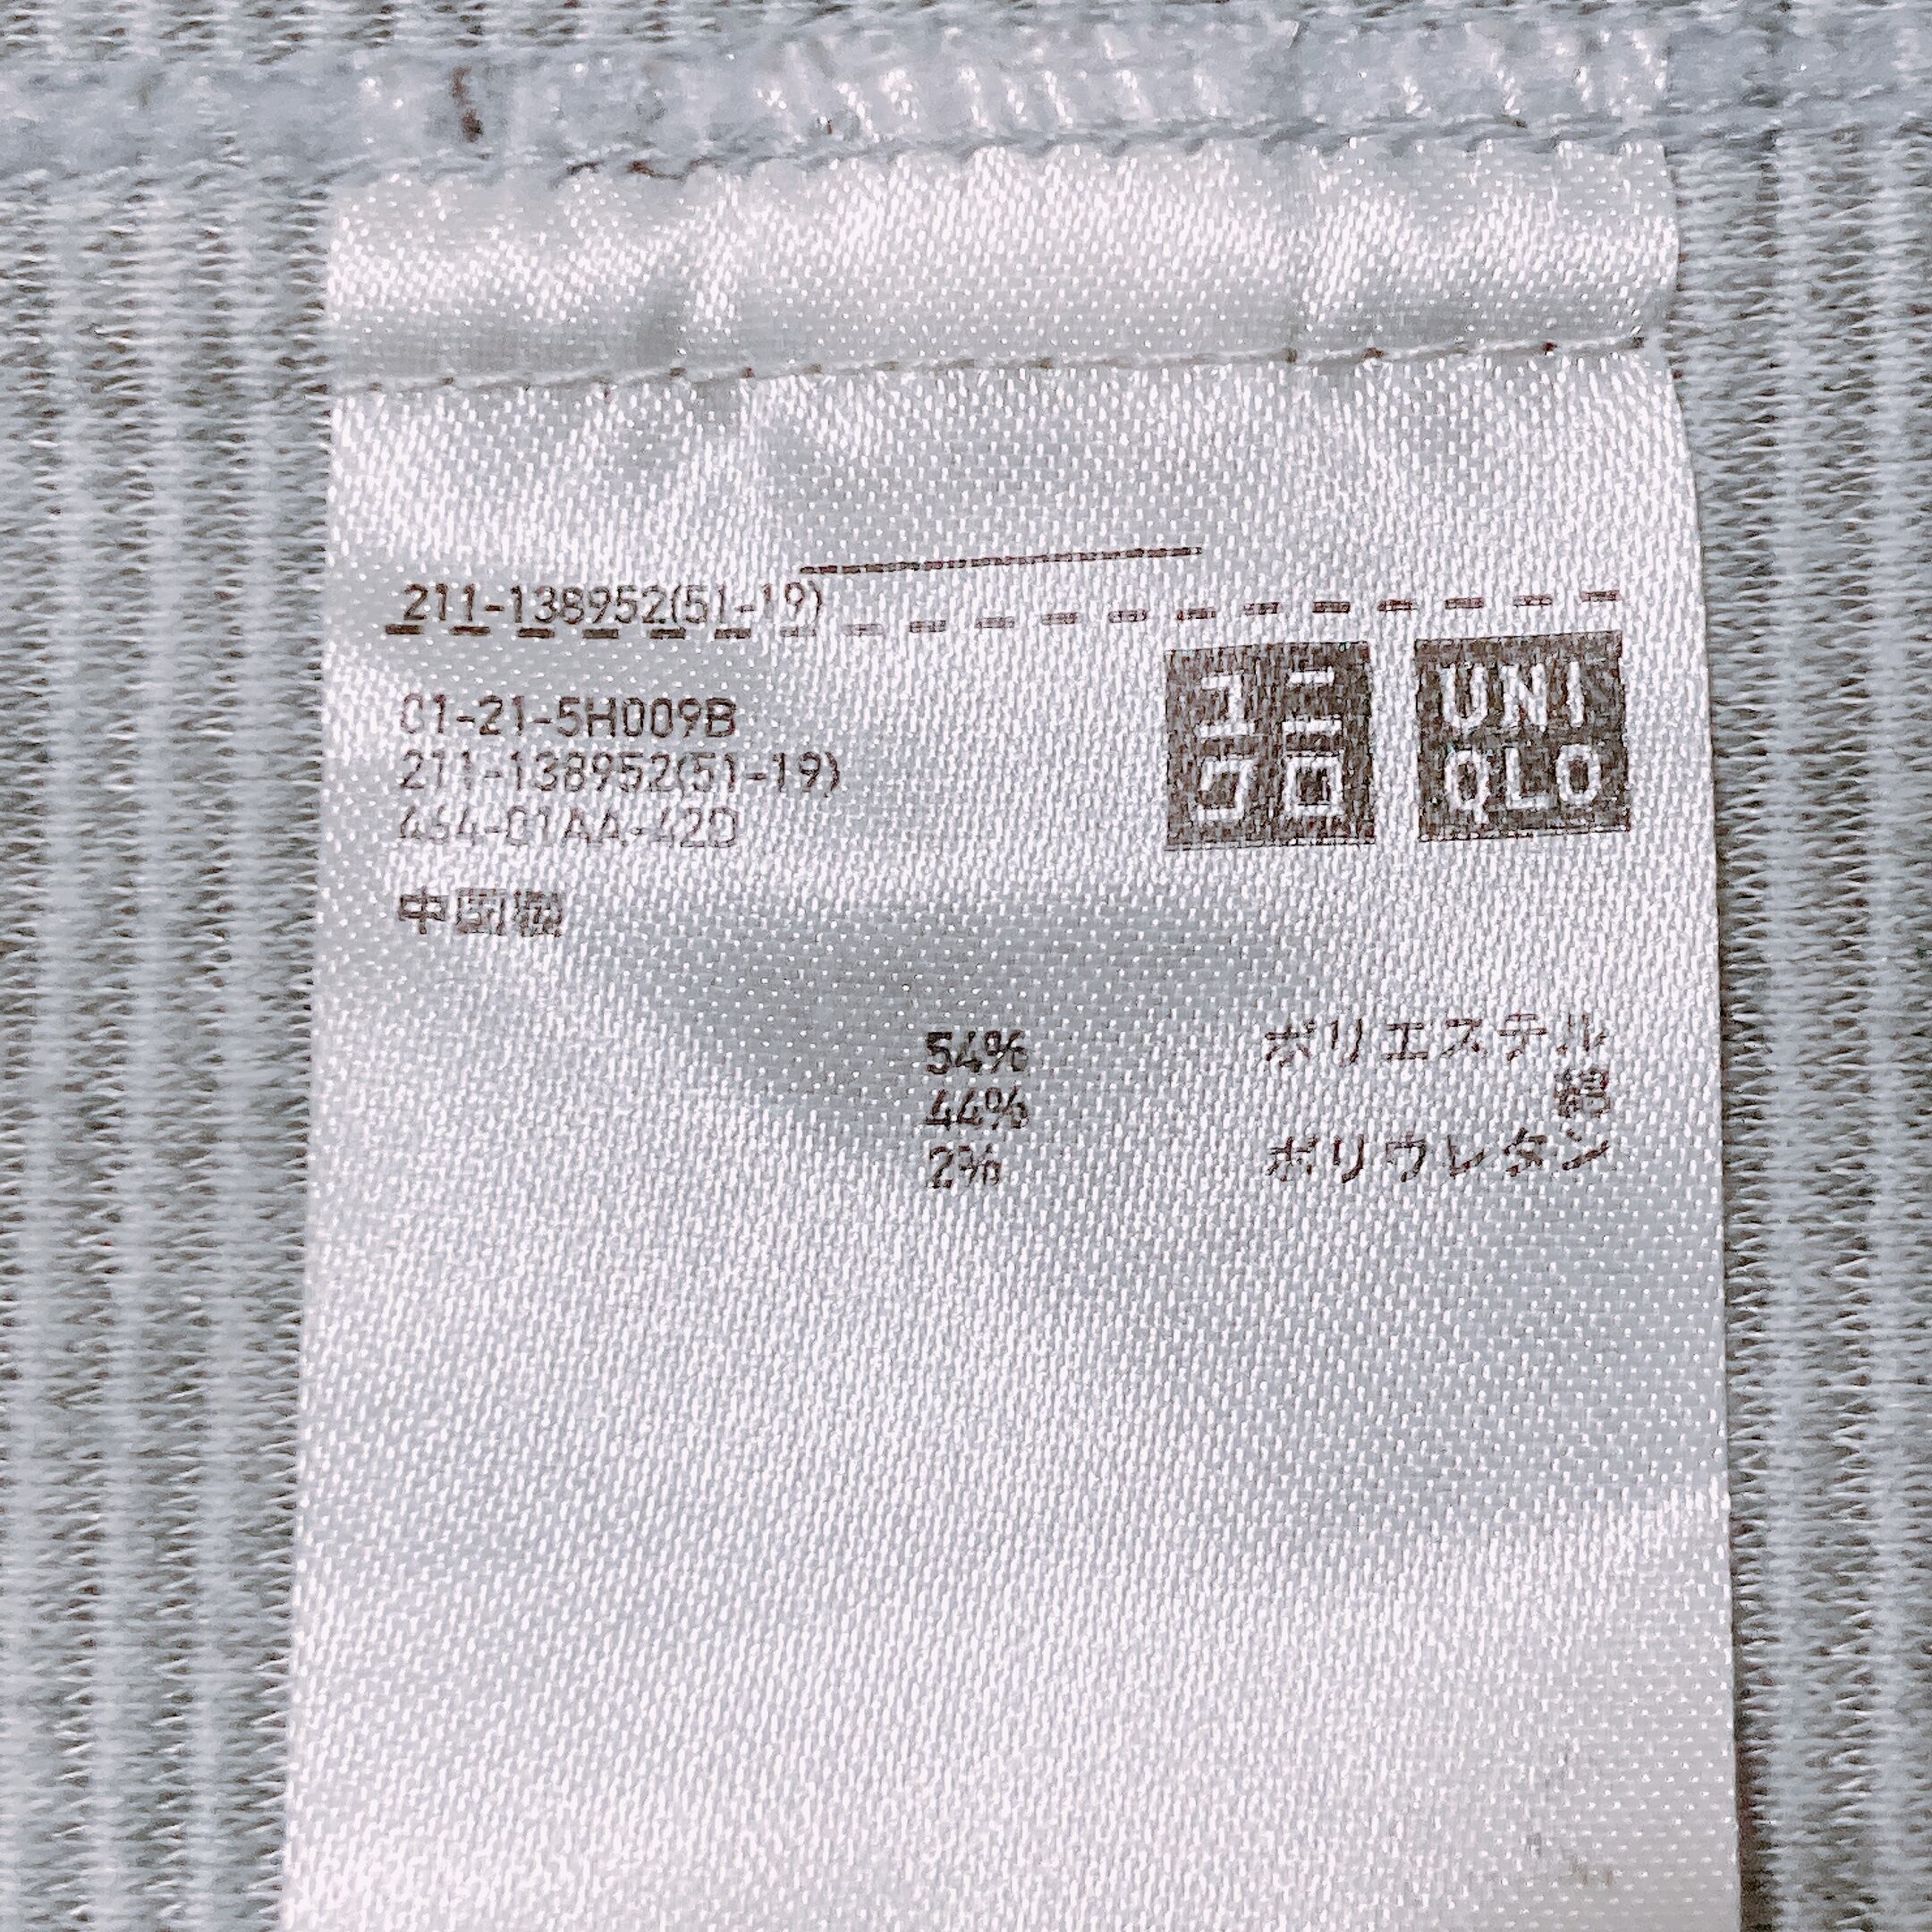 211-138952(51-19)
01-21-5H009B
211-138952(51-19)
464-01AA-42D
中国製
ユニ
クロ
UNI
QLO
54% ポリエステル
44% 綿
2% ポリウレタン